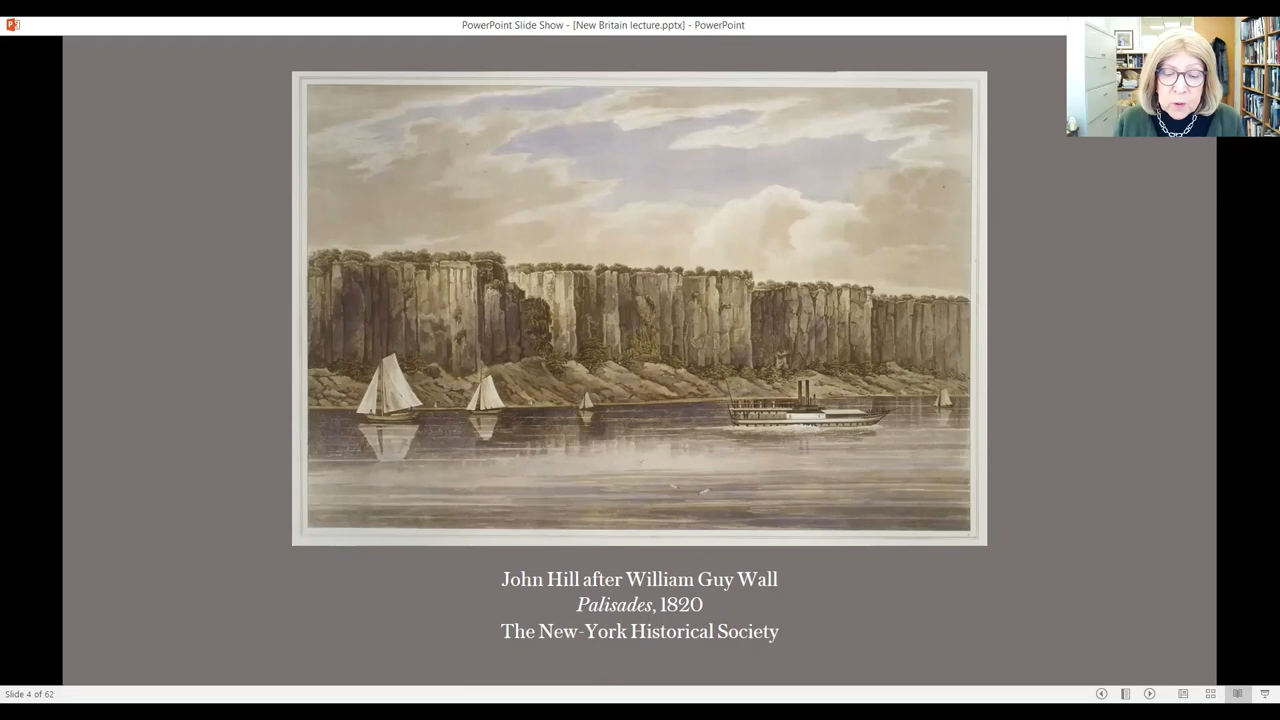 PowerPoint Slide Show - [New Britain lecture.pptx] - PowerPoint
John Hill after William Guy Wall
Palisades, 1820
The New-York Historical Society
Slide 4 of 62